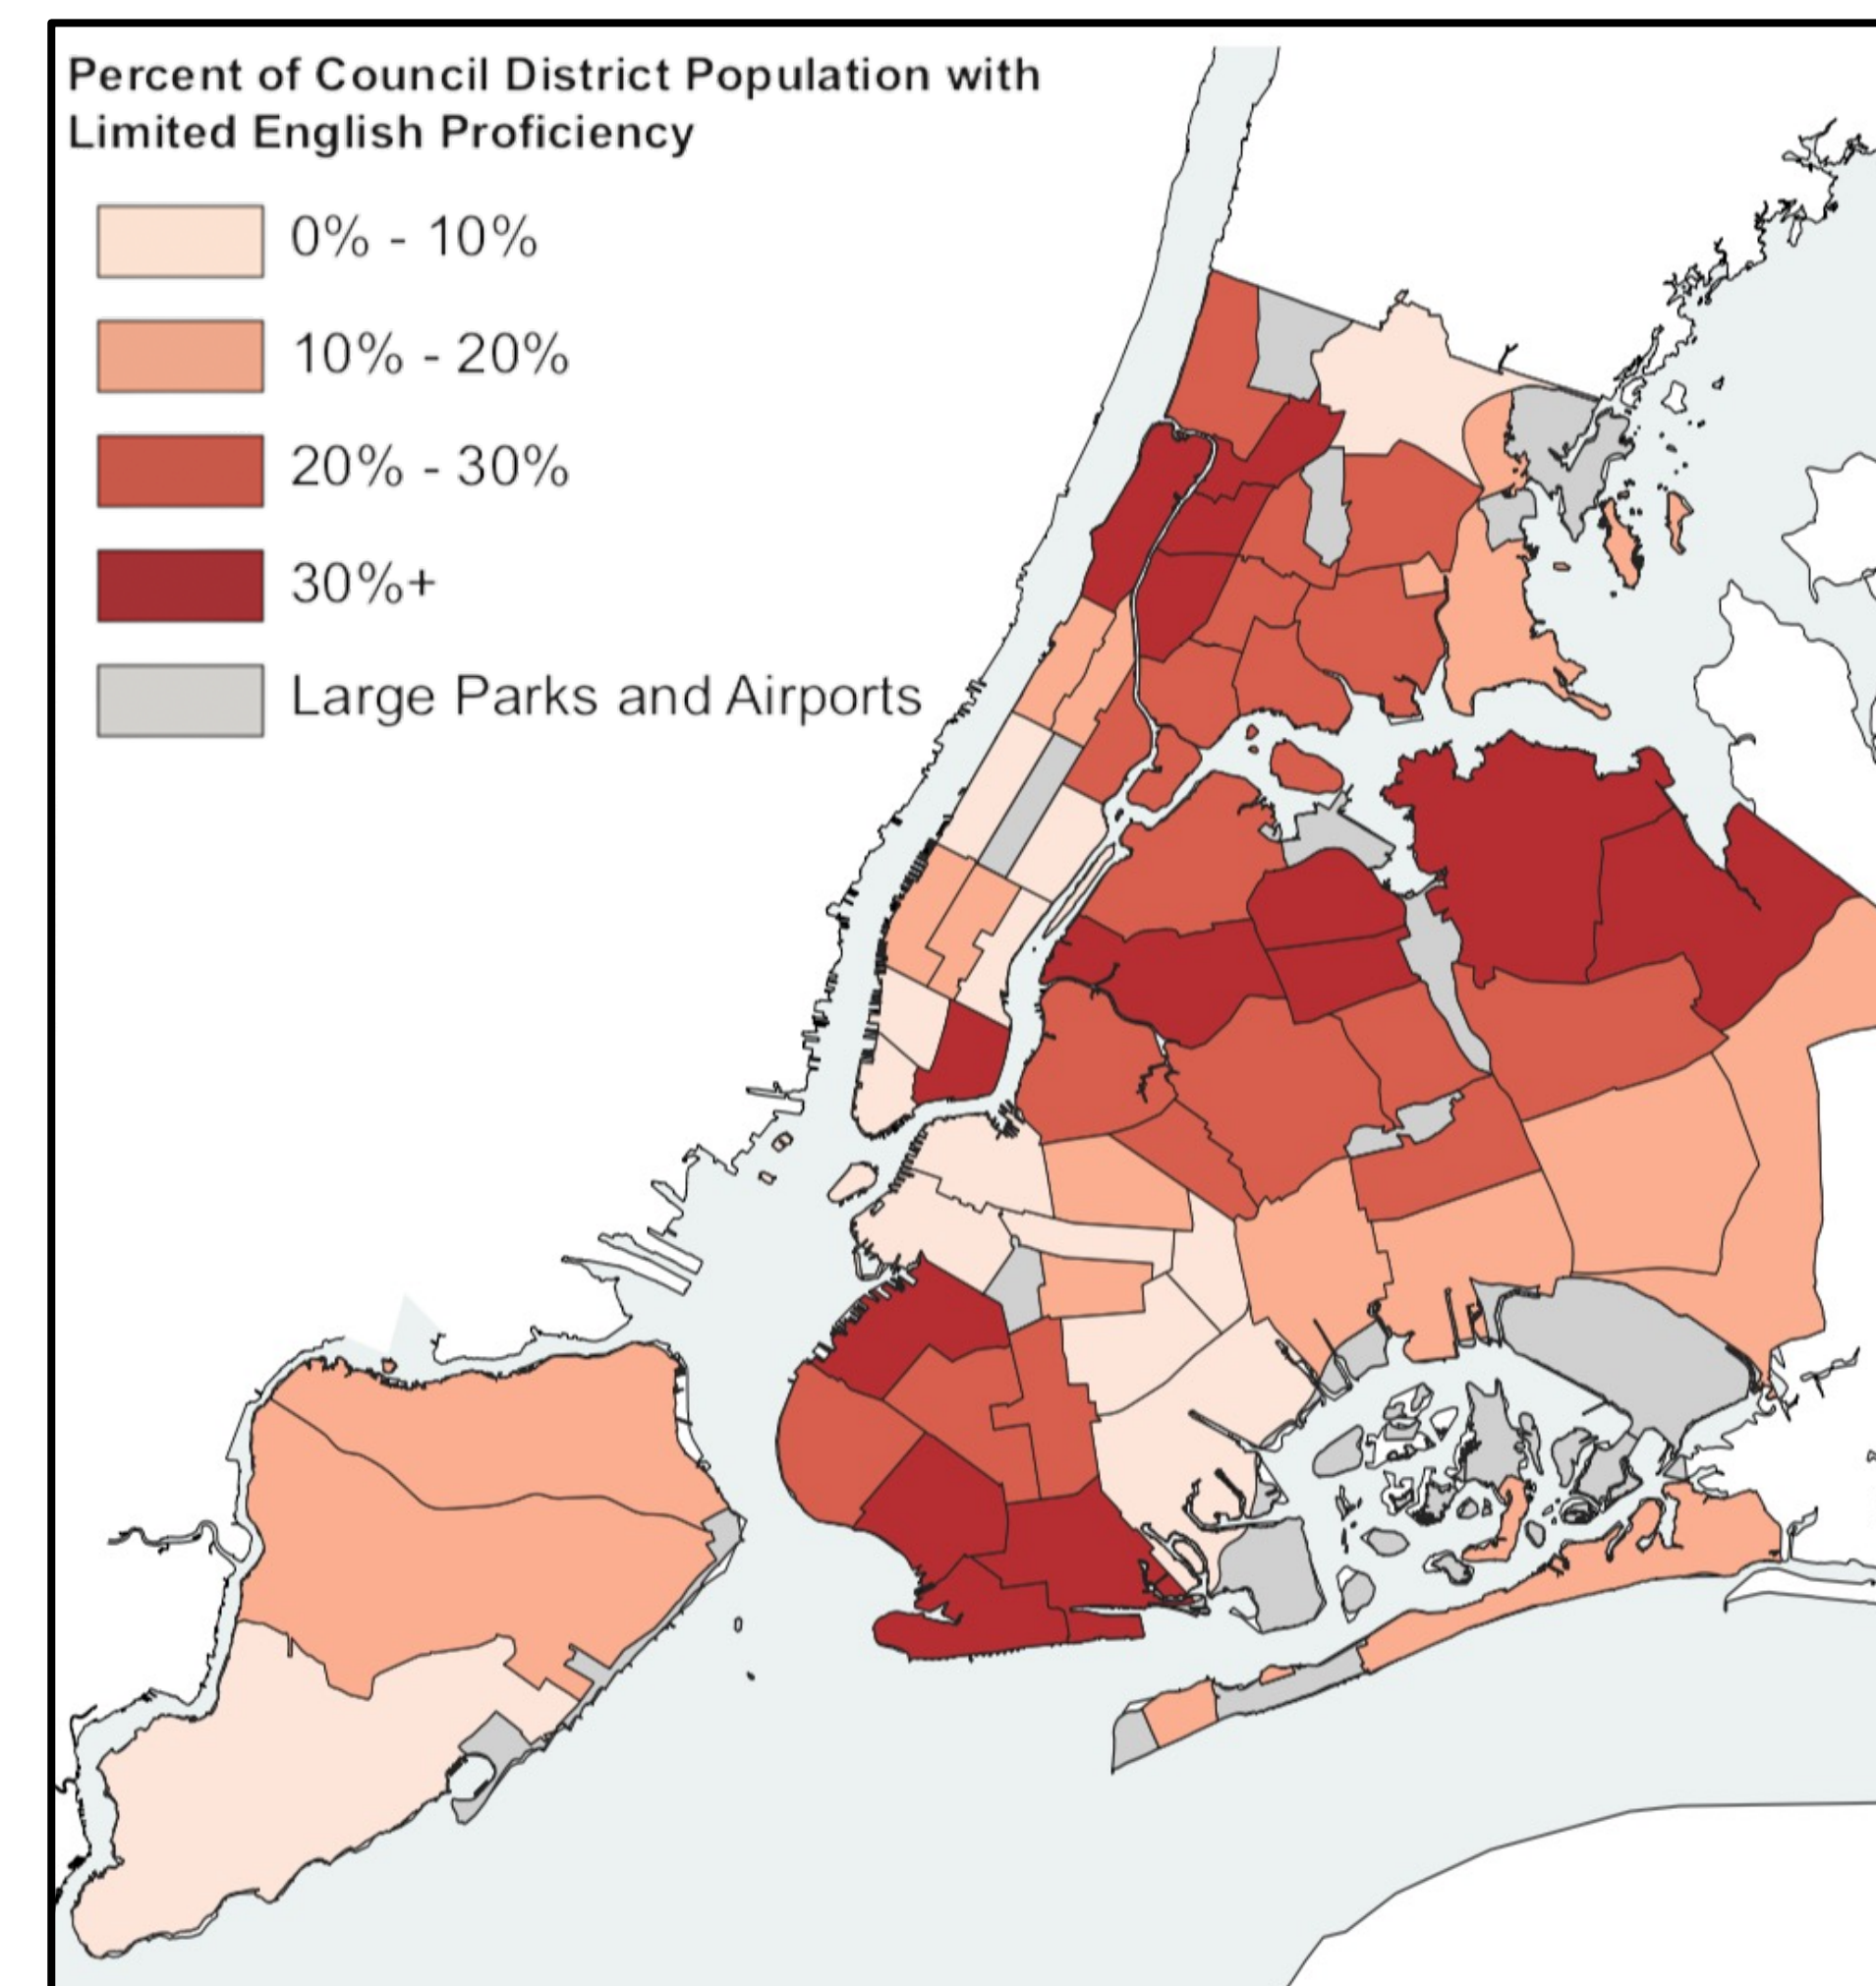 Percent of Council District Population with
Limited English Proficiency
0% - 10%
10% - 20%
20% - 30%
30%+
Large Parks and Airports